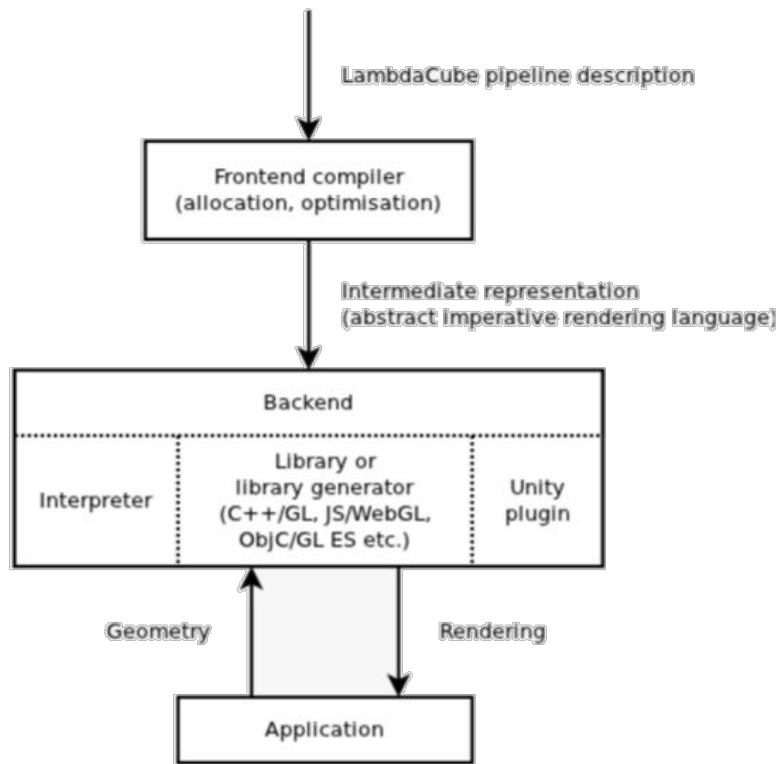 LambdaCube pipeline description
Frontend compiler
(allocation, optimisation)
Intermediate representation
(abstract imperative rendering language)
Backend
Interpreter
Library or
library generator
(C++/GL, JS/WebGL,
ObjC/GL ES etc.)
Unity
plugin
Geometry
Rendering
Application